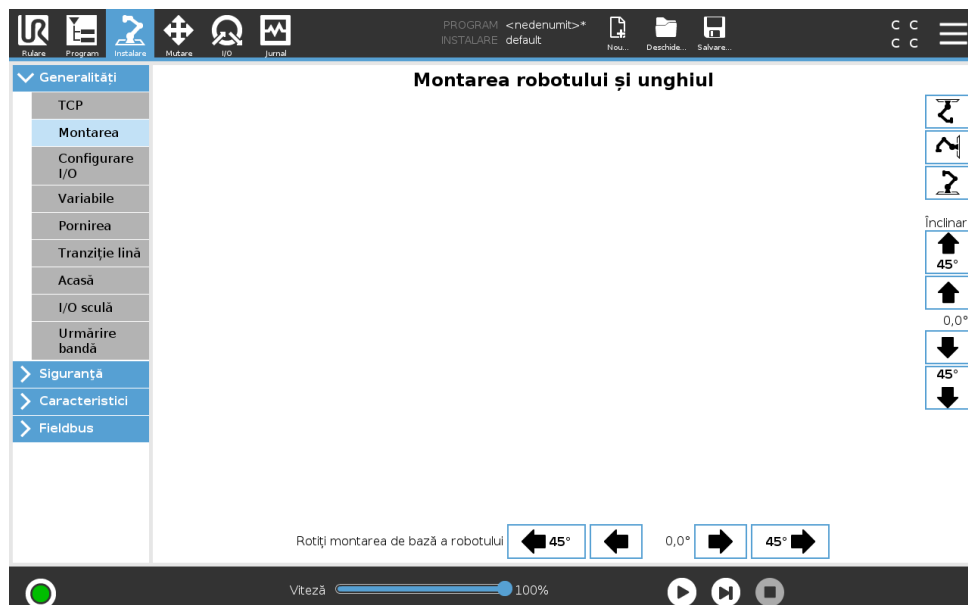 PROGRAM <nedenumit>*
INSTALARE default
Rulare
Program
Instalare
Mutare
I/O
Jurnal
Nou...
Deschide...
Salvare...
C C
C C
Generalități
TCP
Montarea
Configurare
I/O
Variabile
Pornirea
Tranziție lină
Acasă
I/O sculă
Urmărire
bandă
Siguranță
Caracteristici
Fieldbus
Montarea robotului și unghiul
Înclinar
45°
0,0°
45°
Rotiți montarea de bază a robotului
45°
0,0°
45°
Viteză
100%